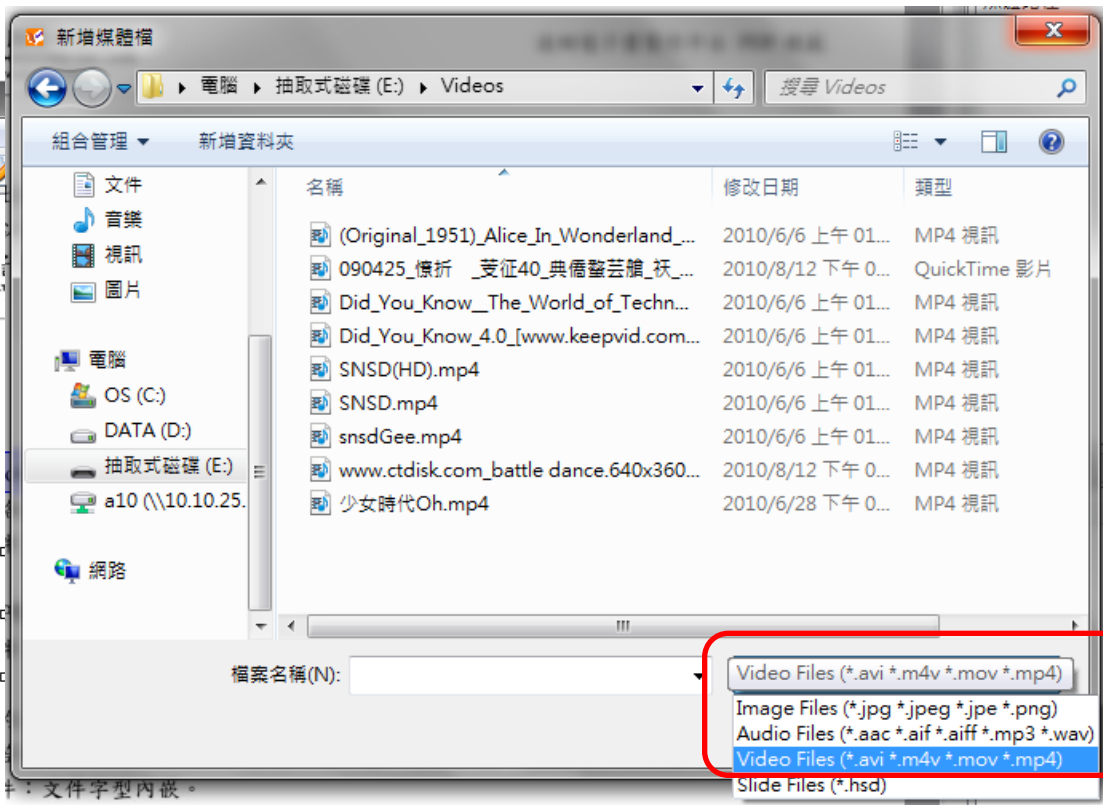 新增媒體檔
電腦 ▸ 抽取式磁碟 (E:) ▸ Videos
搜尋 Videos
組合管理 新增資料夾
文件
音樂
視訊
圖片
電腦
OS (C:)
DATA (D:)
抽取式磁碟 (E:)
a10 (\\10.10.25.
網路
名稱 修改日期 類型
(Original_1951)_Alice_In_Wonderland_... 2010/6/6 上午 01... MP4 視訊
090425_懔折 _芰征40_典僑盭芸艙_祆_... 2010/8/12 下午 0... QuickTime 影片
Did_You_Know__The_World_of_Techn... 2010/6/6 上午 01... MP4 視訊
Did_You_Know_4.0_[www.keepvid.com... 2010/6/6 上午 01... MP4 視訊
SNSD(HD).mp4 2010/6/6 上午 01... MP4 視訊
SNSD.mp4 2010/6/6 上午 01... MP4 視訊
snsdGee.mp4 2010/6/6 上午 01... MP4 視訊
www.ctdisk.com_battle dance.640x360... 2010/8/12 下午 0... MP4 視訊
少女時代Oh.mp4 2010/6/28 下午 0... MP4 視訊
檔案名稱(N):
Video Files (*.avi *.m4v *.mov *.mp4)
Image Files (*.jpg *.jpeg *.jpe *.png)
Audio Files (*.aac *.aif *.aiff *.mp3 *.wav)
Video Files (*.avi *.m4v *.mov *.mp4)
Slide Files (*.hsd)
：文件字型內嵌。